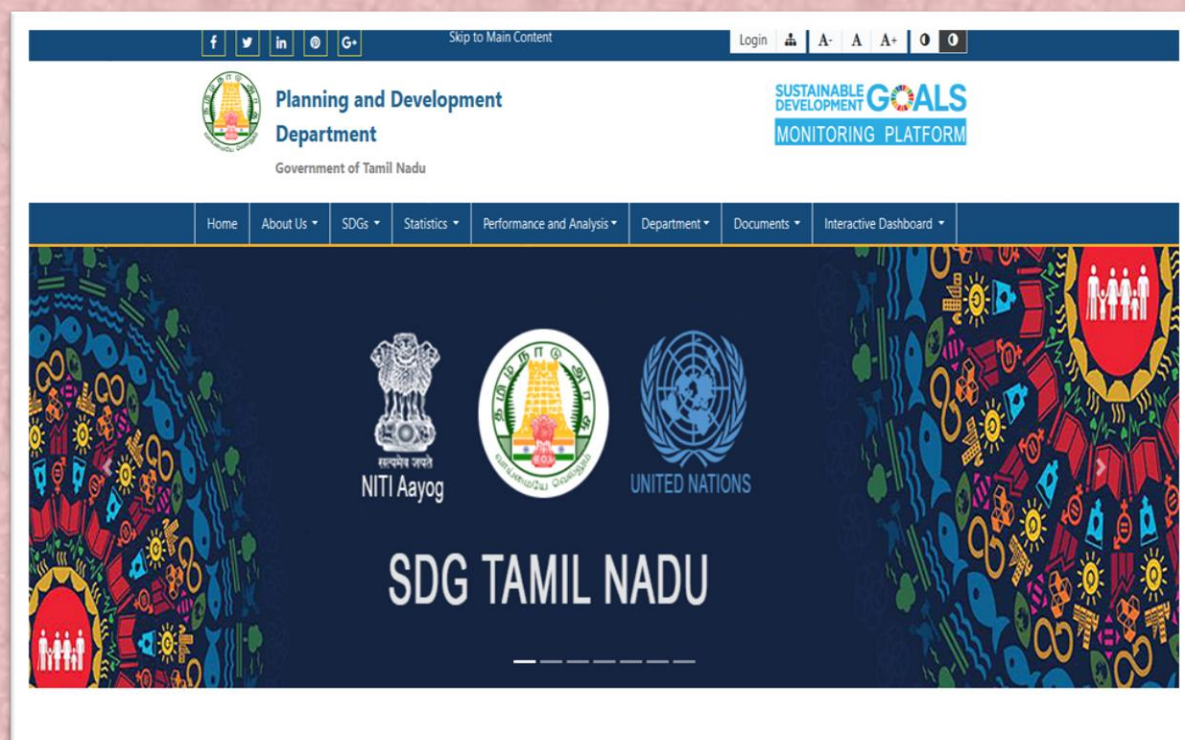 Skip to Main Content
Login A- A A+
Planning and Development
Department
Government of Tamil Nadu
SUSTAINABLE
DEVELOPMENT GOALS
MONITORING PLATFORM
Home About Us SDGs Statistics Performance and Analysis Department Documents Interactive Dashboard
தமிழ்நாடு அரசு
வாய்மையே வெல்லும்
सत्यमेव जयते
NITI Aayog
UNITED NATIONS
SDG TAMIL NADU